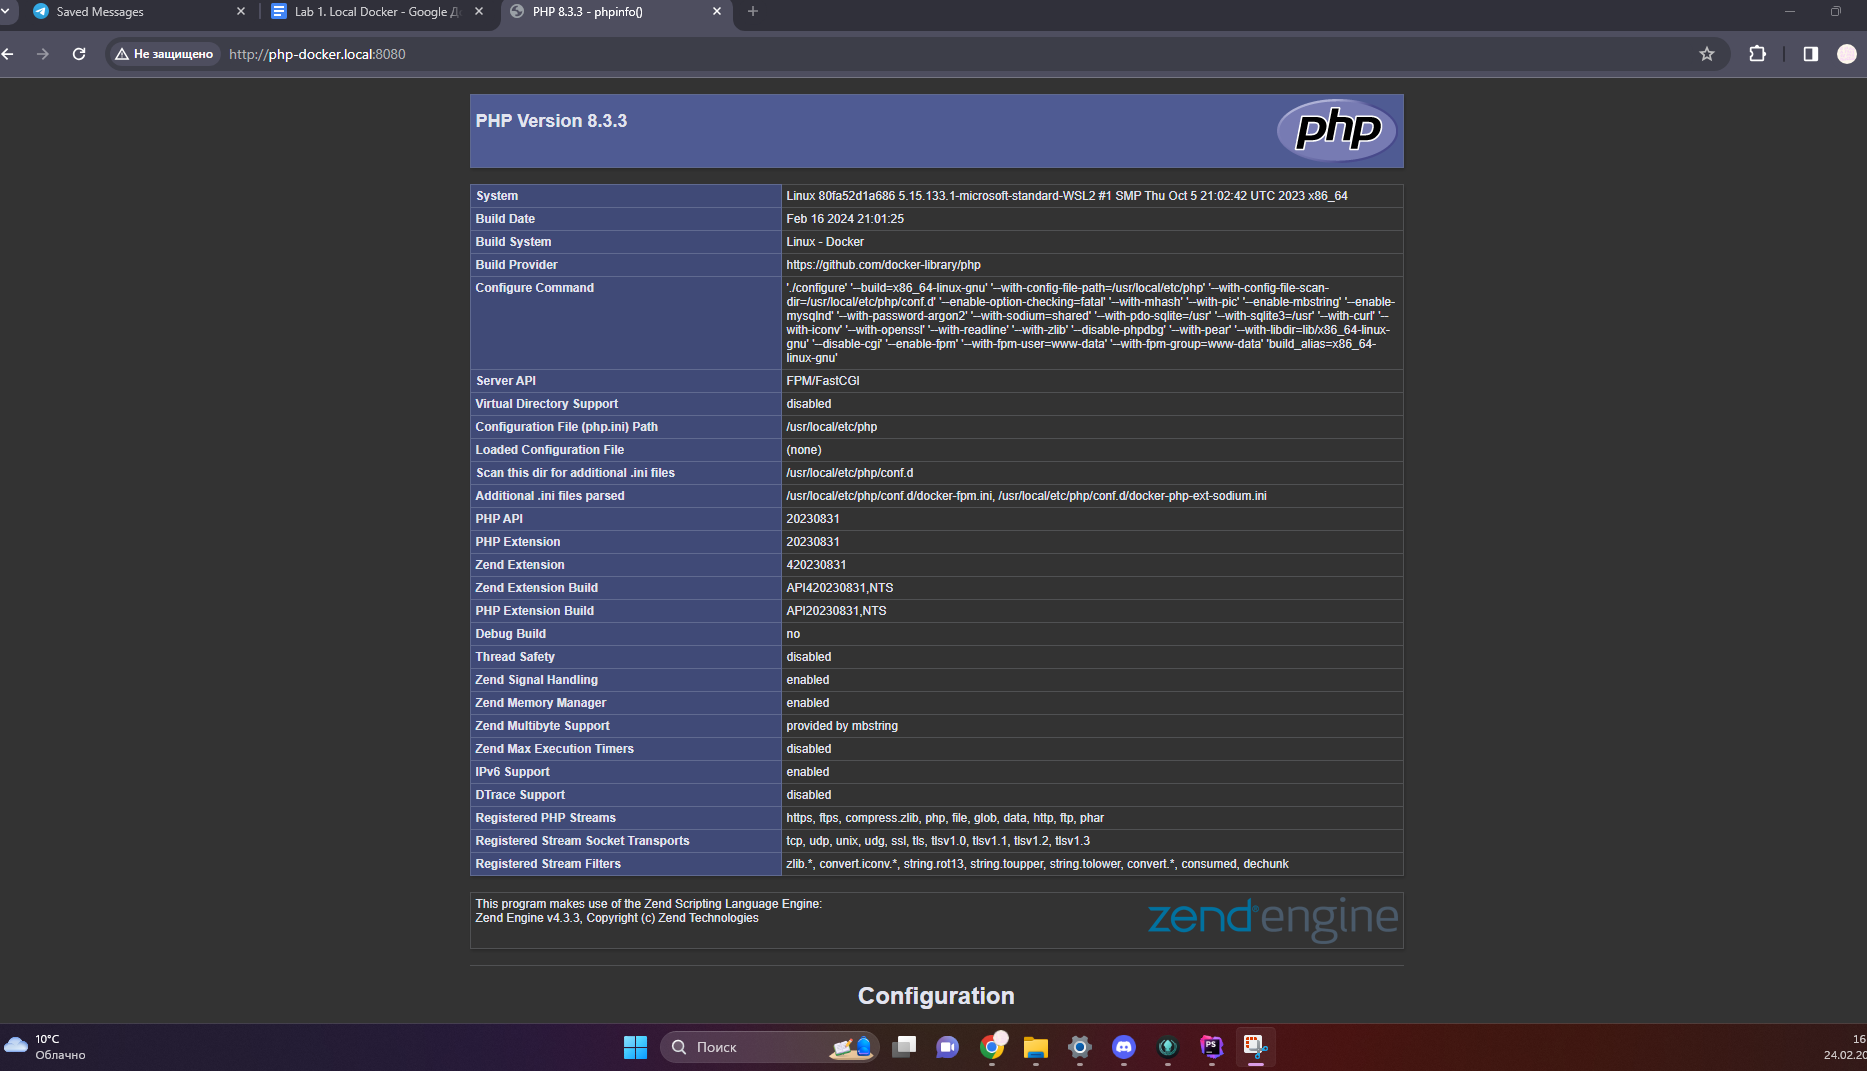 Saved Messages
Lab 1. Local Docker - Google Д
PHP 8.3.3 - phpinfo()
Не защищено
http://php-docker.local:8080
PHP Version 8.3.3
php
System
Linux 80fa52d1a686 5.15.133.1-microsoft-standard-WSL2 #1 SMP Thu Oct 5 21:02:42 UTC 2023 x86_64
Build Date
Feb 16 2024 21:01:25
Build System
Linux - Docker
Build Provider
https://github.com/docker-library/php
Configure Command
'./configure' '--build=x86_64-linux-gnu' '--with-config-file-path=/usr/local/etc/php' '--with-config-file-scan-
dir=/usr/local/etc/php/conf.d' '--enable-option-checking=fatal' '--with-mhash' '--with-pic' '--enable-mbstring' '--enable-
mysqlnd' '--with-password-argon2' '--with-sodium=shared' '--with-pdo-sqlite=/usr' '--with-sqlite3=/usr' '--with-curl' '--
with-iconv' '--with-openssl' '--with-readline' '--with-zlib' '--disable-phpdbg' '--with-pear' '--with-libdir=lib/x86_64-linux-
gnu' '--disable-cgi' '--enable-fpm' '--with-fpm-user=www-data' '--with-fpm-group=www-data' 'build_alias=x86_64-
linux-gnu'
Server API
FPM/FastCGI
Virtual Directory Support
disabled
Configuration File (php.ini) Path
/usr/local/etc/php
Loaded Configuration File
(none)
Scan this dir for additional .ini files
/usr/local/etc/php/conf.d
Additional .ini files parsed
/usr/local/etc/php/conf.d/docker-fpm.ini, /usr/local/etc/php/conf.d/docker-php-ext-sodium.ini
PHP API
20230831
PHP Extension
20230831
Zend Extension
420230831
Zend Extension Build
API420230831,NTS
PHP Extension Build
API20230831,NTS
Debug Build
no
Thread Safety
disabled
Zend Signal Handling
enabled
Zend Memory Manager
enabled
Zend Multibyte Support
provided by mbstring
Zend Max Execution Timers
disabled
IPv6 Support
enabled
DTrace Support
disabled
Registered PHP Streams
https, ftps, compress.zlib, php, file, glob, data, http, ftp, phar
Registered Stream Socket Transports
tcp, udp, unix, udg, ssl, tls, tlsv1.0, tlsv1.1, tlsv1.2, tlsv1.3
Registered Stream Filters
zlib.*, convert.iconv.*, string.rot13, string.toupper, string.tolower, convert.*, consumed, dechunk
This program makes use of the Zend Scripting Language Engine:
Zend Engine v4.3.3, Copyright (c) Zend Technologies
zend engine
Configuration
10°C
Облачно
Поиск
PS
16
24.02.20